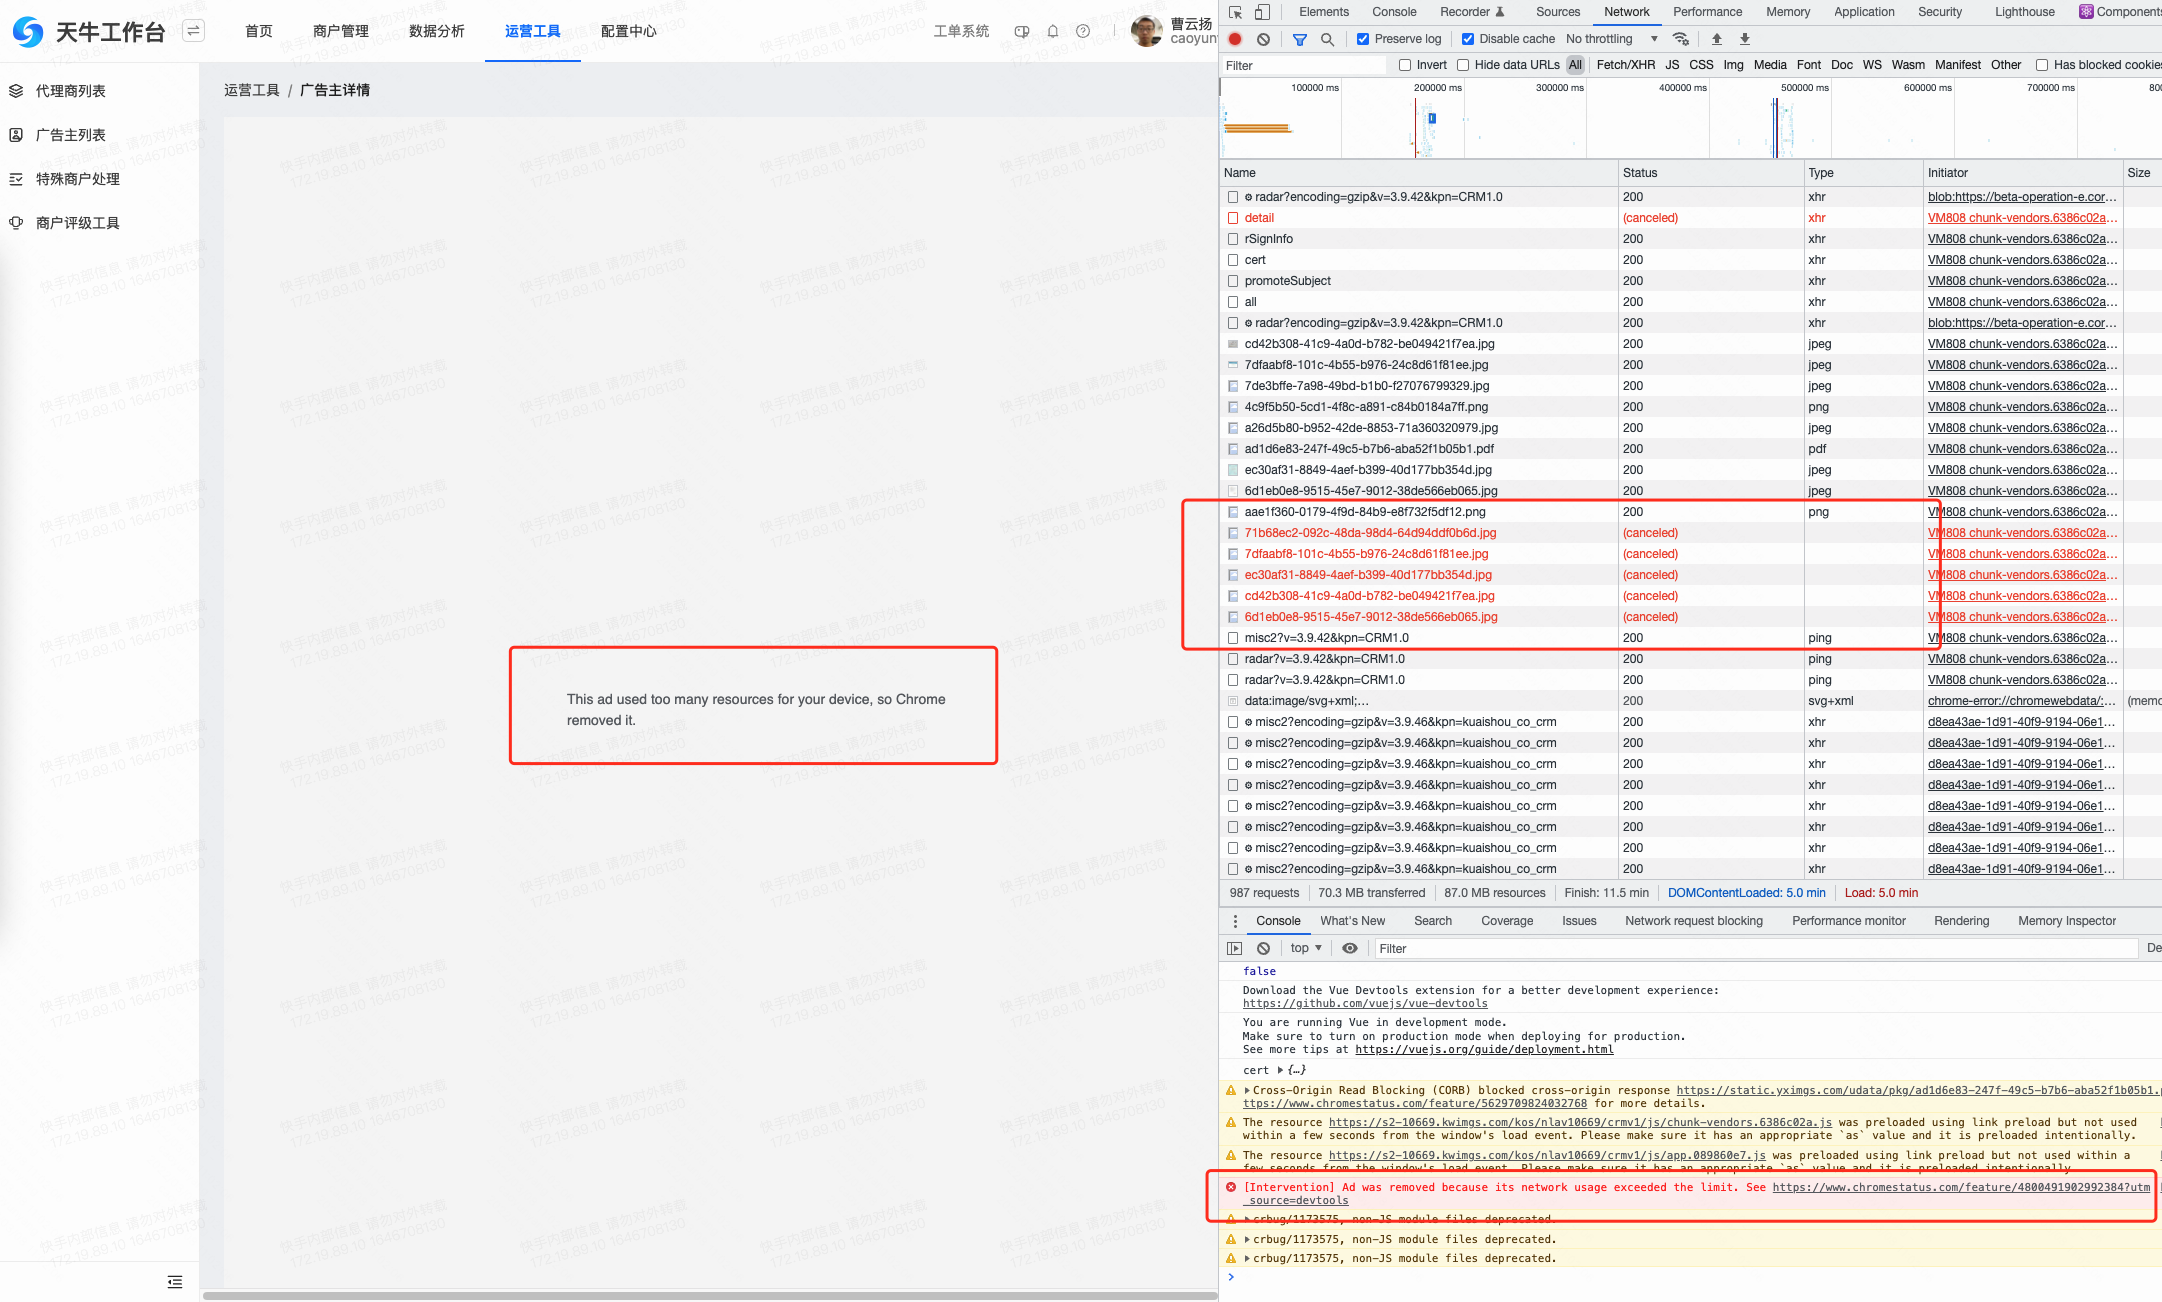 天牛工作台
首页
商户管理
数据分析
运营工具
配置中心
工单系统
曹云扬
代理商列表
广告主列表
特殊商户处理
商户评级工具
运营工具 / 广告主详情
快手内部信息 请勿对外转载
172.19.89.10 1646708130
This ad used too many resources for your device, so Chrome
removed it.
Elements Console Recorder Sources Network Performance Memory Application Security Lighthouse Components
Preserve log Disable cache No throttling
Filter Invert Hide data URLs All Fetch/XHR JS CSS Img Media Font Doc WS Wasm Manifest Other Has blocked cookies
100000 ms 200000 ms 300000 ms 400000 ms 500000 ms 600000 ms 700000 ms
Name Status Type Initiator Size
radar?encoding=gzip&v=3.9.42&kpn=CRM1.0 200 xhr blob:https://beta-operation-e.cor...
detail (canceled) xhr VM808 chunk-vendors.6386c02a...
rSignInfo 200 xhr VM808 chunk-vendors.6386c02a...
cert 200 xhr VM808 chunk-vendors.6386c02a...
promoteSubject 200 xhr VM808 chunk-vendors.6386c02a...
all 200 xhr VM808 chunk-vendors.6386c02a...
radar?encoding=gzip&v=3.9.42&kpn=CRM1.0 200 xhr blob:https://beta-operation-e.cor...
cd42b308-41c9-4a0d-b782-be049421f7ea.jpg 200 jpeg VM808 chunk-vendors.6386c02a...
7dfaabf8-101c-4b55-b976-24c8d61f81ee.jpg 200 jpeg VM808 chunk-vendors.6386c02a...
7de3bffe-7a98-49bd-b1b0-f27076799329.jpg 200 jpeg VM808 chunk-vendors.6386c02a...
4c9f5b50-5cd1-4f8c-a891-c84b0184a7ff.png 200 png VM808 chunk-vendors.6386c02a...
a26d5b80-b952-42de-8853-71a360320979.jpg 200 jpeg VM808 chunk-vendors.6386c02a...
ad1d6e83-247f-49c5-b7b6-aba52f1b05b1.pdf 200 pdf VM808 chunk-vendors.6386c02a...
ec30af31-8849-4aef-b399-40d177bb354d.jpg 200 jpeg VM808 chunk-vendors.6386c02a...
6d1eb0e8-9515-45e7-9012-38de566eb065.jpg 200 jpeg VM808 chunk-vendors.6386c02a...
aae1f360-0179-4f9d-84b9-e8f732f5df12.png 200 png VM808 chunk-vendors.6386c02a...
71b68ec2-092c-48da-98d4-64d94ddf0b6d.jpg (canceled) VM808 chunk-vendors.6386c02a...
7dfaabf8-101c-4b55-b976-24c8d61f81ee.jpg (canceled) VM808 chunk-vendors.6386c02a...
ec30af31-8849-4aef-b399-40d177bb354d.jpg (canceled) VM808 chunk-vendors.6386c02a...
cd42b308-41c9-4a0d-b782-be049421f7ea.jpg (canceled) VM808 chunk-vendors.6386c02a...
6d1eb0e8-9515-45e7-9012-38de566eb065.jpg (canceled) VM808 chunk-vendors.6386c02a...
misc2?v=3.9.42&kpn=CRM1.0 200 ping VM808 chunk-vendors.6386c02a...
radar?v=3.9.42&kpn=CRM1.0 200 ping VM808 chunk-vendors.6386c02a...
radar?v=3.9.42&kpn=CRM1.0 200 ping VM808 chunk-vendors.6386c02a...
data:image/svg+xml;... 200 svg+xml chrome-error://chromewebdata/:...
misc2?encoding=gzip&v=3.9.46&kpn=kuaishou_co_crm 200 xhr d8ea43ae-1d91-40f9-9194-06e1...
misc2?encoding=gzip&v=3.9.46&kpn=kuaishou_co_crm 200 xhr d8ea43ae-1d91-40f9-9194-06e1...
misc2?encoding=gzip&v=3.9.46&kpn=kuaishou_co_crm 200 xhr d8ea43ae-1d91-40f9-9194-06e1...
misc2?encoding=gzip&v=3.9.46&kpn=kuaishou_co_crm 200 xhr d8ea43ae-1d91-40f9-9194-06e1...
misc2?encoding=gzip&v=3.9.46&kpn=kuaishou_co_crm 200 xhr d8ea43ae-1d91-40f9-9194-06e1...
misc2?encoding=gzip&v=3.9.46&kpn=kuaishou_co_crm 200 xhr d8ea43ae-1d91-40f9-9194-06e1...
misc2?encoding=gzip&v=3.9.46&kpn=kuaishou_co_crm 200 xhr d8ea43ae-1d91-40f9-9194-06e1...
misc2?encoding=gzip&v=3.9.46&kpn=kuaishou_co_crm 200 xhr d8ea43ae-1d91-40f9-9194-06e1...
987 requests 70.3 MB transferred 87.0 MB resources Finish: 11.5 min DOMContentLoaded: 5.0 min Load: 5.0 min
Console What's New Search Coverage Issues Network request blocking Performance monitor Rendering Memory Inspector
top Filter
false
Download the Vue Devtools extension for a better development experience:
https://github.com/vuejs/vue-devtools
You are running Vue in development mode.
Make sure to turn on production mode when deploying for production.
See more tips at https://vuejs.org/guide/deployment.html
cert {…}
Cross-Origin Read Blocking (CORB) blocked cross-origin response https://static.yximgs.com/udata/pkg/ad1d6e83-247f-49c5-b7b6-aba52f1b05b1.
ttps://www.chromestatus.com/feature/5629709824032768 for more details.
The resource https://s2-10669.kwimgs.com/kos/nlav10669/crmv1/js/chunk-vendors.6386c02a.js was preloaded using link preload but not used
within a few seconds from the window's load event. Please make sure it has an appropriate `as` value and it is preloaded intentionally.
The resource https://s2-10669.kwimgs.com/kos/nlav10669/crmv1/js/app.089860e7.js was preloaded using link preload but not used within a
few seconds from the window's load event. Please make sure it has an appropriate `as` value and it is preloaded intentionally.
[Intervention] Ad was removed because its network usage exceeded the limit. See https://www.chromestatus.com/feature/4800491902992384?utm
_source=devtools
crbug/1173575, non-JS module files deprecated.
crbug/1173575, non-JS module files deprecated.
crbug/1173575, non-JS module files deprecated.